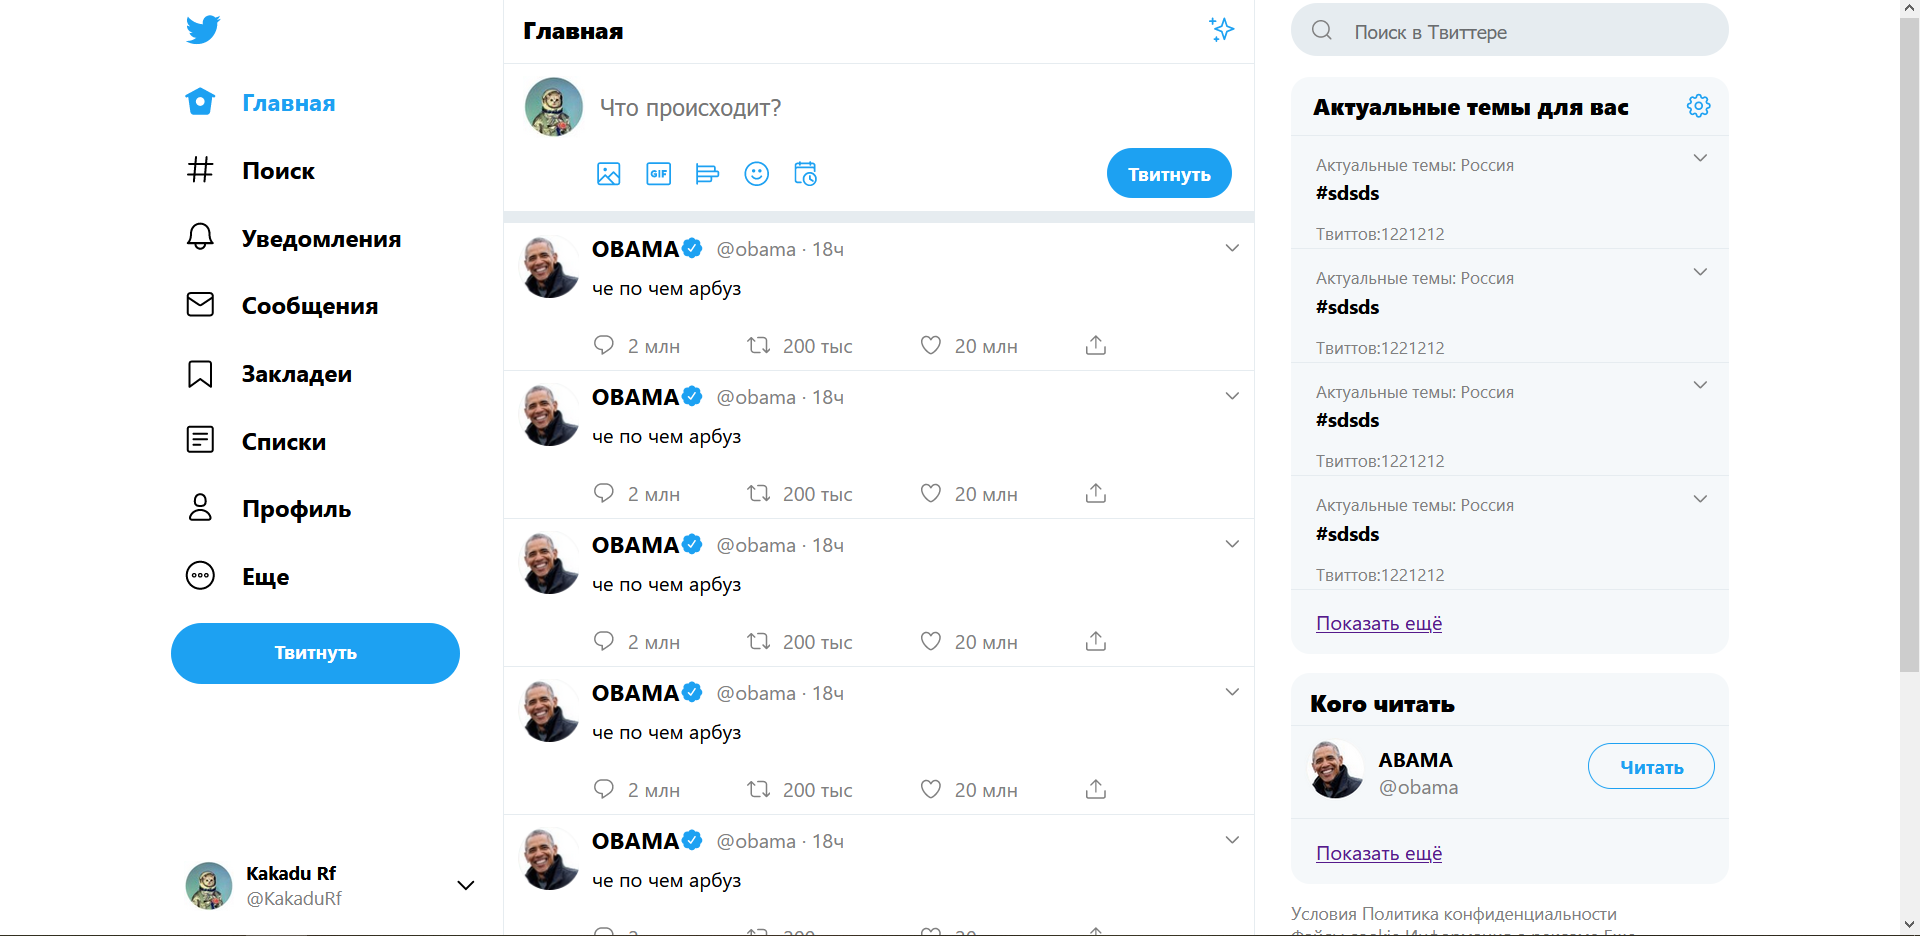 Главная
Поиск
Уведомления
Сообщения
Закладеи
Списки
Профиль
Еще
Твитнуть
Kakadu Rf
@KakaduRf
Главная
Что происходит?
GIF
Твитнуть
OBAMA @obama · 18ч
че по чем арбуз
2 млн 200 тыс 20 млн
OBAMA @obama · 18ч
че по чем арбуз
2 млн 200 тыс 20 млн
OBAMA @obama · 18ч
че по чем арбуз
2 млн 200 тыс 20 млн
OBAMA @obama · 18ч
че по чем арбуз
2 млн 200 тыс 20 млн
OBAMA @obama · 18ч
че по чем арбуз
Поиск в Твиттере
Актуальные темы для вас
Актуальные темы: Россия
#sdsds
Твиттов:1221212
Актуальные темы: Россия
#sdsds
Твиттов:1221212
Актуальные темы: Россия
#sdsds
Твиттов:1221212
Актуальные темы: Россия
#sdsds
Твиттов:1221212
Показать ещё
Кого читать
ABAMA
@obama
Читать
Показать ещё
Условия Политика конфиденциальности